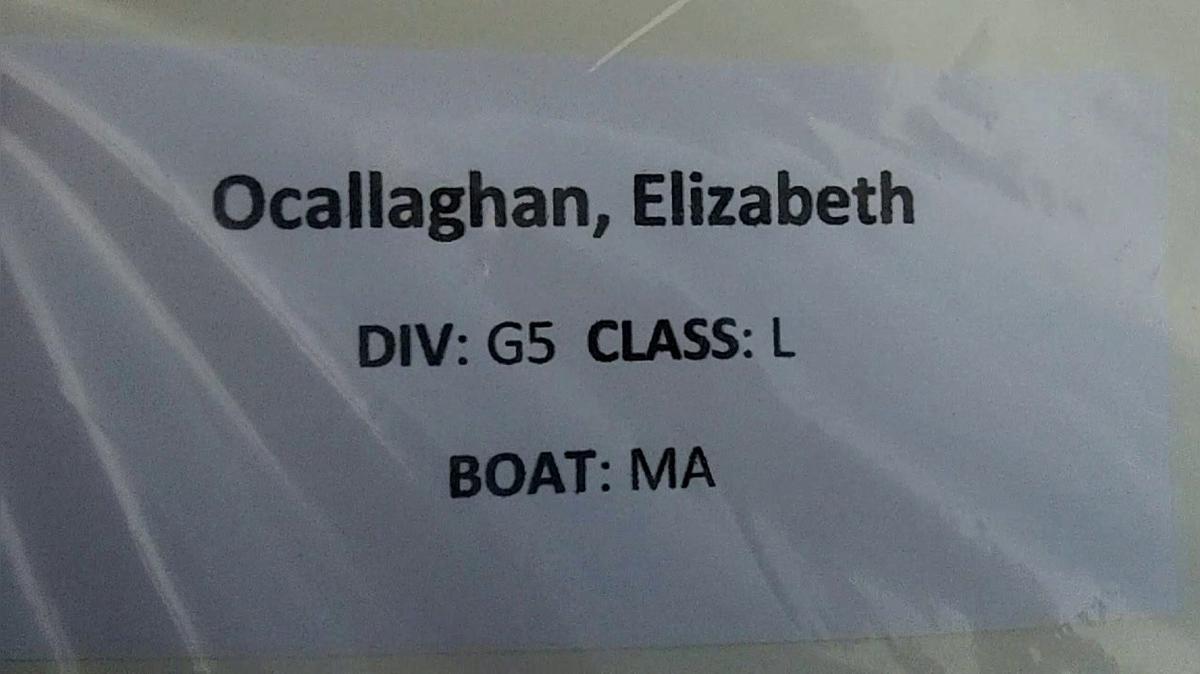 Ocallaghan, Elizabeth
DIV: G5 CLASS: L
BOAT: MA